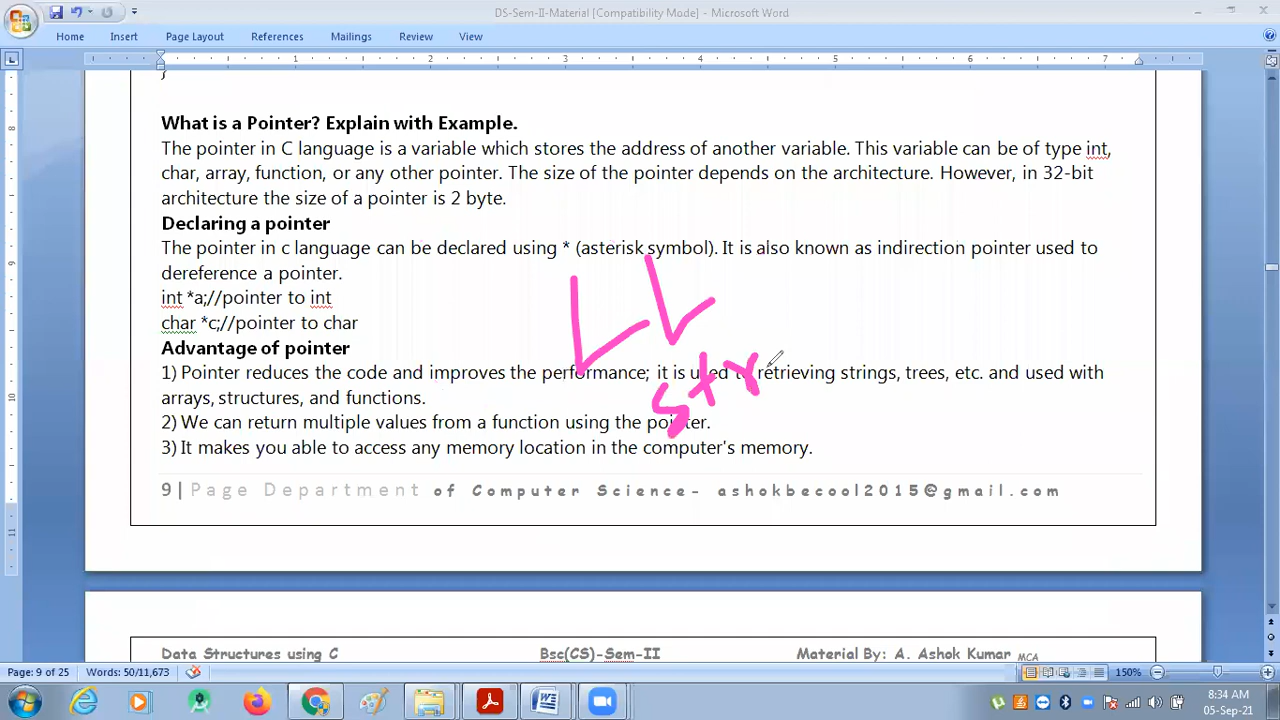 DS-Sem-II-Material [Compatibility Mode] - Microsoft Word
Home Insert Page Layout References Mailings Review View
1 2 3 4 5 6 7
}
What is a Pointer? Explain with Example.
The pointer in C language is a variable which stores the address of another variable. This variable can be of type int,
char, array, function, or any other pointer. The size of the pointer depends on the architecture. However, in 32-bit
architecture the size of a pointer is 2 byte.
Declaring a pointer
The pointer in c language can be declared using * (asterisk symbol). It is also known as indirection pointer used to
dereference a pointer.
int *a;//pointer to int
char *c;//pointer to char
Advantage of pointer
1) Pointer reduces the code and improves the performance; it is used to retrieving strings, trees, etc. and used with
arrays, structures, and functions.
2) We can return multiple values from a function using the pointer.
3) It makes you able to access any memory location in the computer's memory.
LL
str
9 | Page Department of Computer Science- ashokbecool2015@gmail.com
Data Structures using C Bsc(CS)-Sem-II Material By: A. Ashok Kumar MCA
Page: 9 of 25 Words: 50/11,673 150%
8:34 AM
05-Sep-21